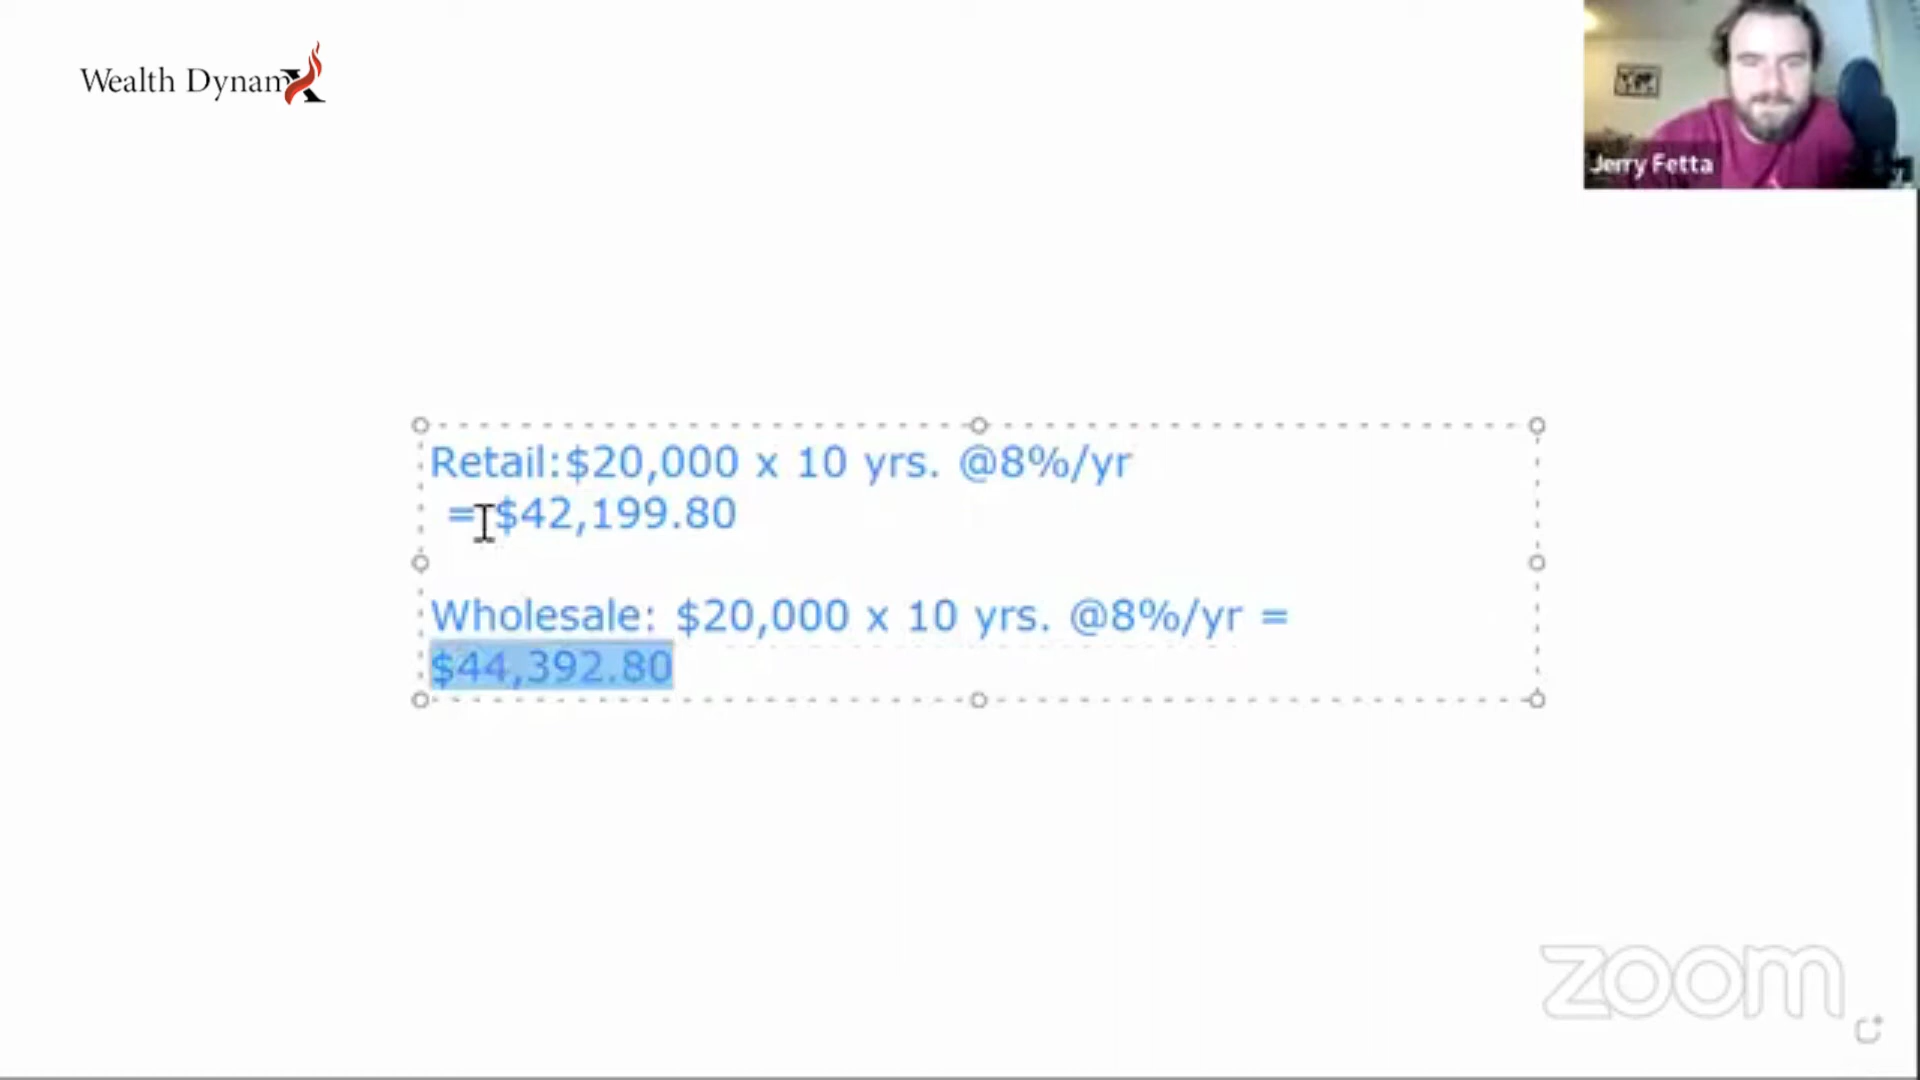 Wealth DynamX
Jerry Fetta
Retail:$20,000 x 10 yrs. @8%/yr
= $42,199.80
Wholesale: $20,000 x 10 yrs. @8%/yr =
$44,392.80
zoom